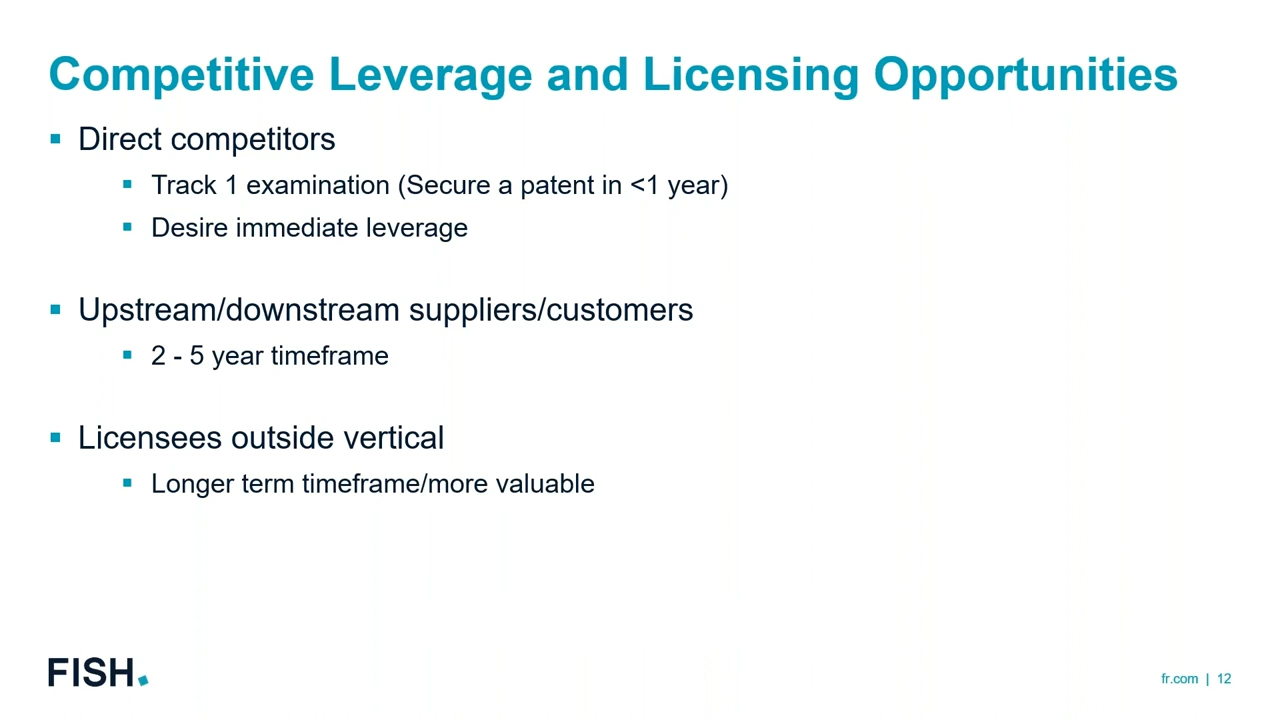 Competitive Leverage and Licensing Opportunities
Direct competitors
Track 1 examination (Secure a patent in <1 year)
Desire immediate leverage
Upstream/downstream suppliers/customers
2 - 5 year timeframe
Licensees outside vertical
Longer term timeframe/more valuable
FISH.
fr.com | 12